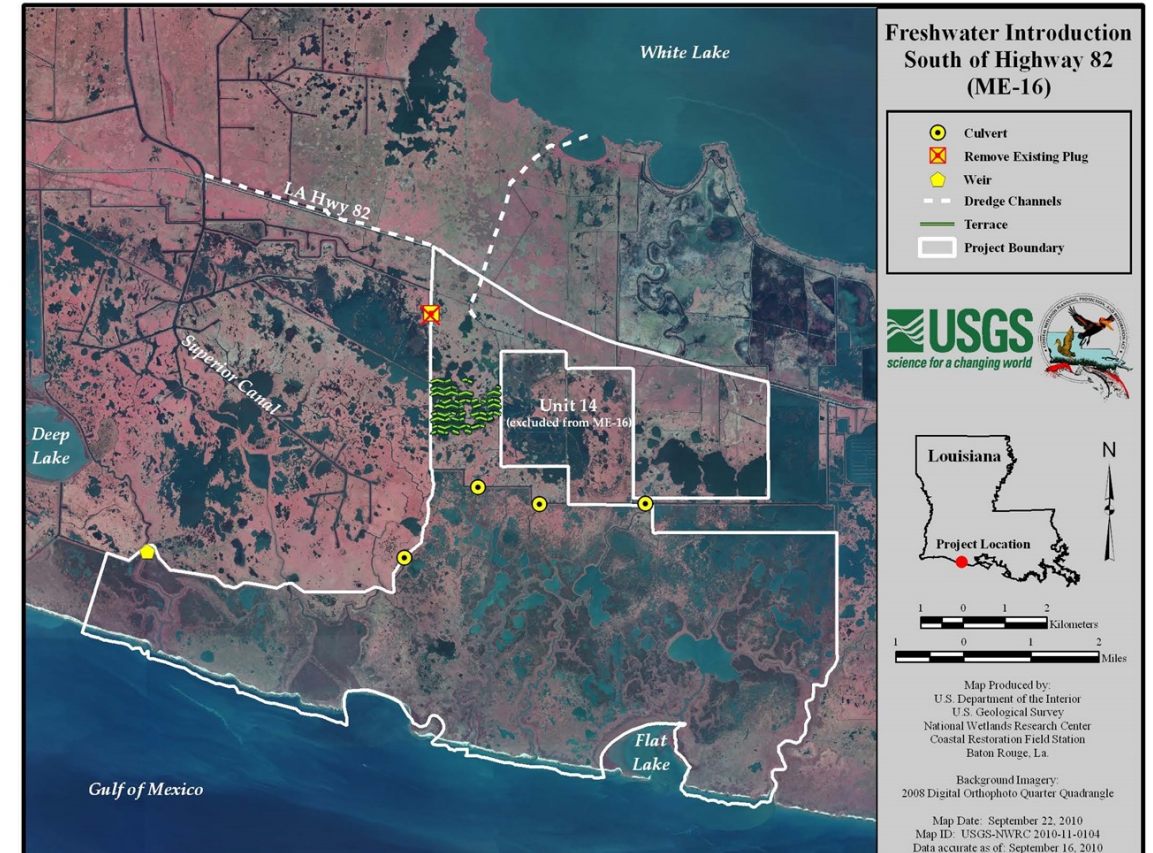 White Lake
LA Hwy 82
Superior Canal
Deep
Lake
Unit 14
(excluded from ME-16)
Flat
Lake
Gulf of Mexico
Freshwater Introduction
South of Highway 82
(ME-16)
Culvert
Remove Existing Plug
Weir
Dredge Channels
Terrace
Project Boundary
USGS
science for a changing world
Louisiana
Project Location
N
1 0 1 2
Kilometers
1 0 1 2
Miles
Map Produced by:
U.S. Department of the Interior
U.S. Geological Survey
National Wetlands Research Center
Coastal Restoration Field Station
Baton Rouge, La.
Background Imagery:
2008 Digital Orthophoto Quarter Quadrangle
Map Date: September 22, 2010
Map ID: USGS-NWRC 2010-11-0104
Data accurate as of: September 16, 2010